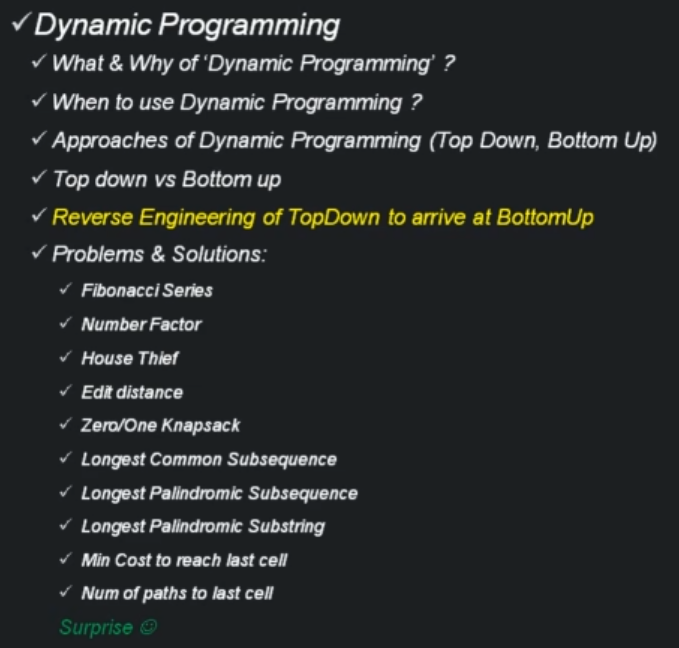 ✓Dynamic Programming
✓ What & Why of ‘Dynamic Programming’ ?
✓ When to use Dynamic Programming ?
✓ Approaches of Dynamic Programming (Top Down, Bottom Up)
✓ Top down vs Bottom up
✓ Reverse Engineering of TopDown to arrive at BottomUp
✓ Problems & Solutions:
✓ Fibonacci Series
✓ Number Factor
✓ House Thief
✓ Edit distance
✓ Zero/One Knapsack
✓ Longest Common Subsequence
✓ Longest Palindromic Subsequence
✓ Longest Palindromic Substring
✓ Min Cost to reach last cell
✓ Num of paths to last cell
Surprise ☺